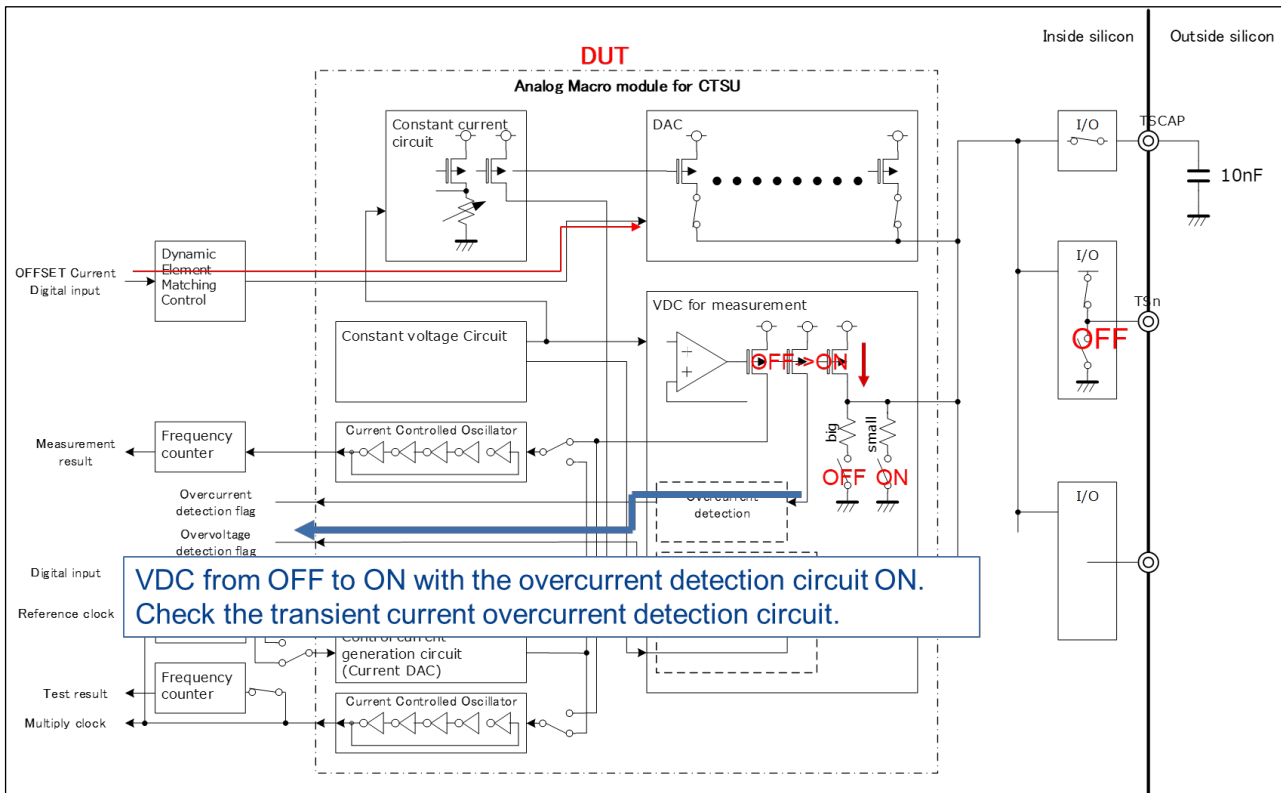 Inside silicon
Outside silicon
DUT
Analog Macro module for CTSU
Constant current
circuit
DAC
I/O
TSCAP
10nF
Dynamic
Element
Matching
Control
OFFSET Current
Digital input
I/O
TSn
OFF
Constant voltage Circuit
VDC for measurement
OFF->ON
big
small
OFF ON
Measurement
result
Frequency
counter
Current Controlled Oscillator
Overcurrent
detection flag
Overcurrent
detection
I/O
Overvoltage
detection flag
Digital input
Reference clock
VDC from OFF to ON with the overcurrent detection circuit ON.
Check the transient current overcurrent detection circuit.
Control current
generation circuit
(Current DAC)
Test result
Frequency
counter
Multiply clock
Current Controlled Oscillator